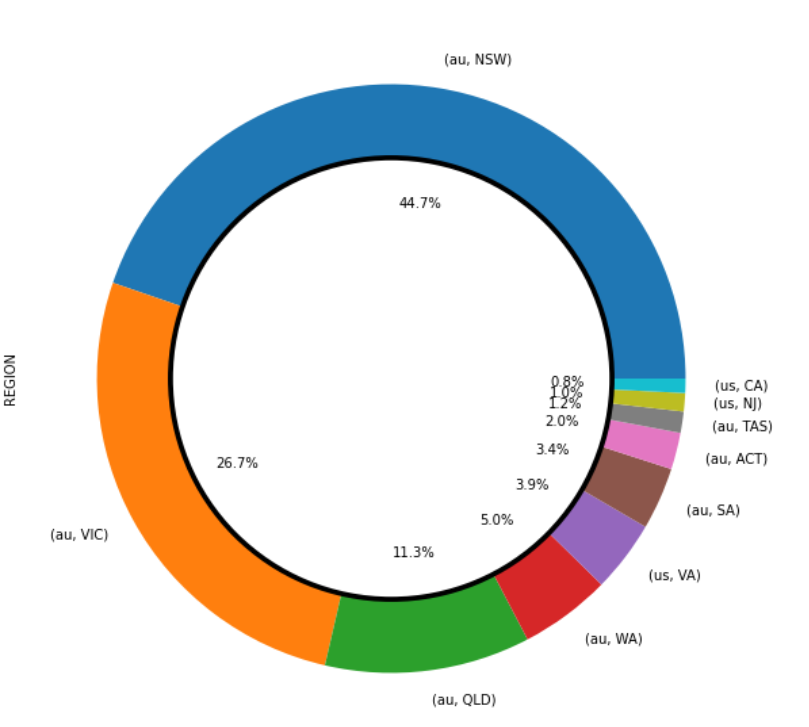 (au, NSW)
44.7%
REGION
0.8%
(us, CA)
1.0%
(us, NJ)
1.2%
2.0%
(au, TAS)
3.4%
(au, ACT)
26.7%
3.9%
(au, SA)
5.0%
(au, VIC)
11.3%
(us, VA)
(au, WA)
(au, QLD)